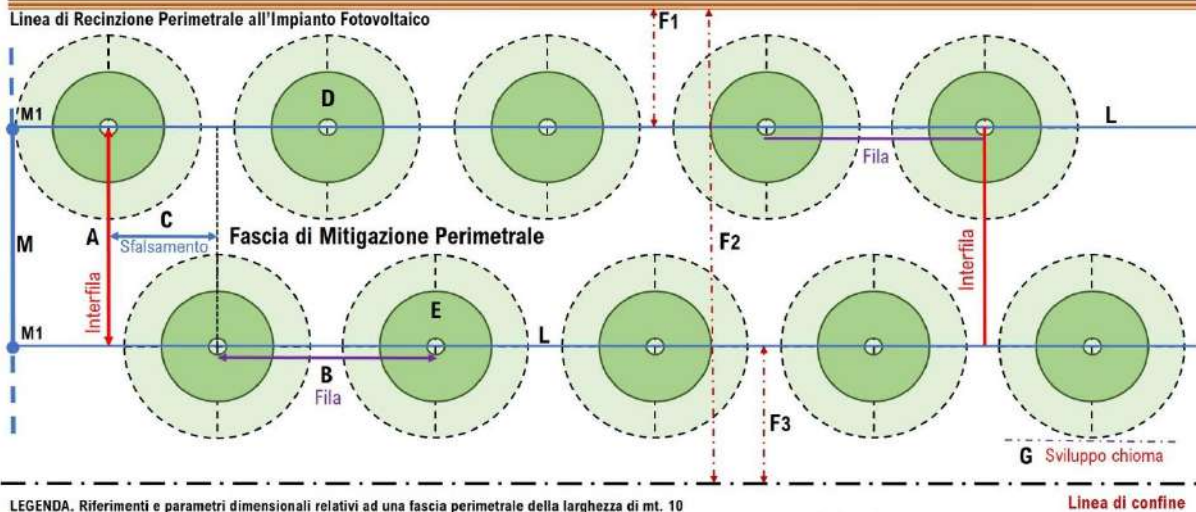 Linea di Recinzione Perimetrale all'Impianto Fotovoltaico
F1
D
M1
L
Fila
C
A
Sfalsamento
Fascia di Mitigazione Perimetrale
F2
M
Interfila
Interfila
E
M1
L
B
Fila
F3
G Sviluppo chioma
LEGENDA. Riferimenti e parametri dimensionali relativi ad una fascia perimetrale della larghezza di mt. 10
Linea di confine